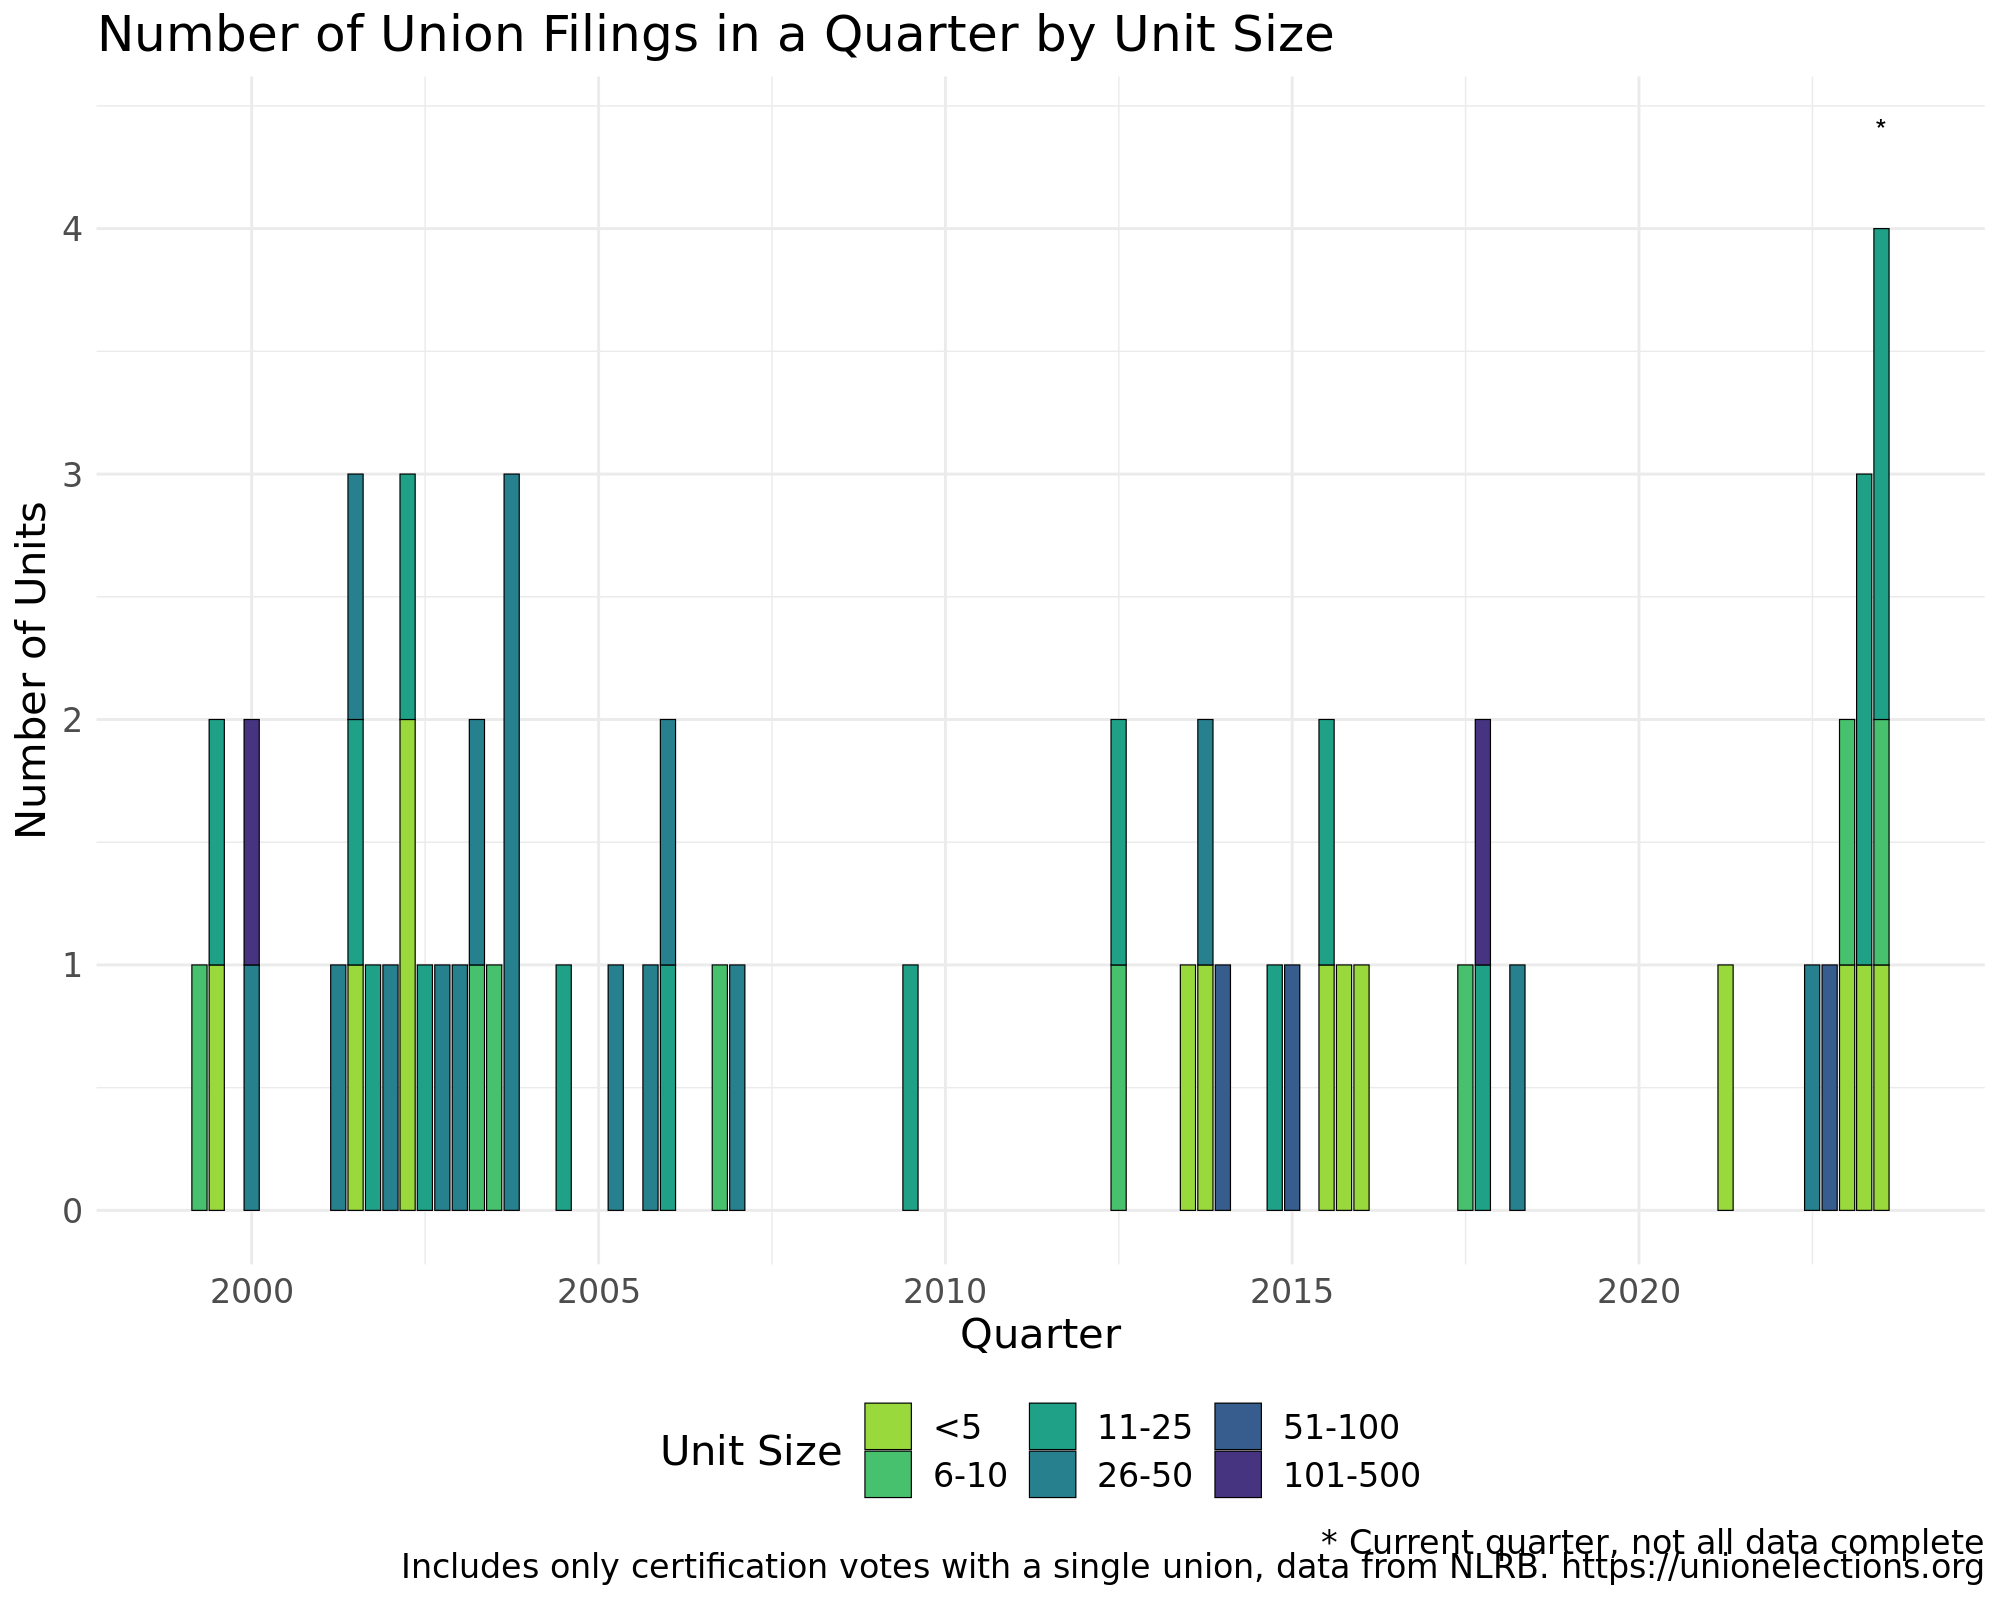 Number of Union Filings in a Quarter by Unit Size
*
4
3
2
1
0
Number of Units
2000 2005 2010 2015 2020
Quarter
Unit Size
<5 11-25 51-100
6-10 26-50 101-500
* Current quarter, not all data complete
Includes only certification votes with a single union, data from NLRB. https://unionelections.org